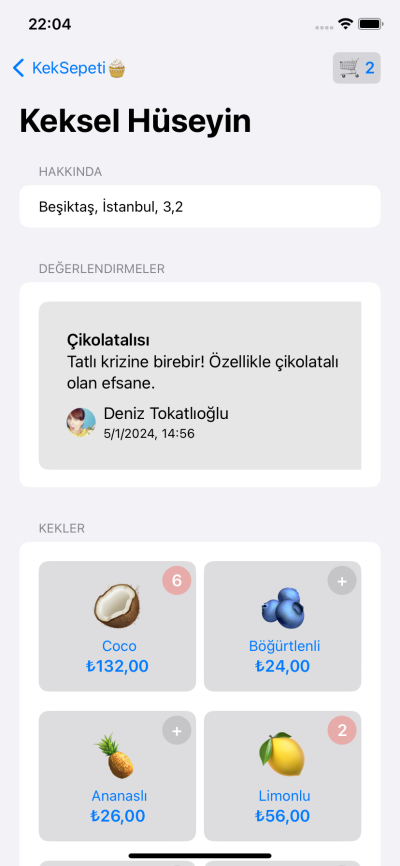 22:04
KekSepeti🧁
🛒 2
Keksel Hüseyin
HAKKINDA
Beşiktaş, İstanbul, 3,2
DEĞERLENDİRMELER
Çikolatalısı
Tatlı krizine birebir! Özellikle çikolatalı
olan efsane.
Deniz Tokatlıoğlu
5/1/2024, 14:56
KEKLER
6
Coco
₺132,00
+
Böğürtlenli
₺24,00
+
Ananaslı
₺26,00
2
Limonlu
₺56,00